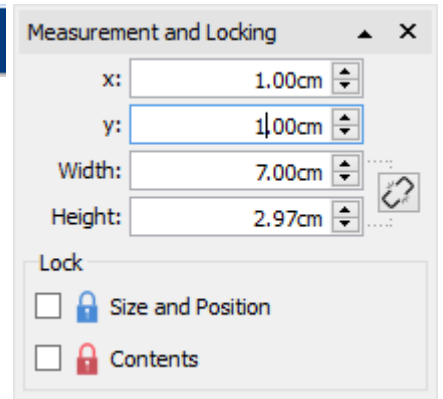 Measurement and Locking
x: 1.00cm
y: 1.00cm
Width: 7.00cm
Height: 2.97cm
Lock
Size and Position
Contents